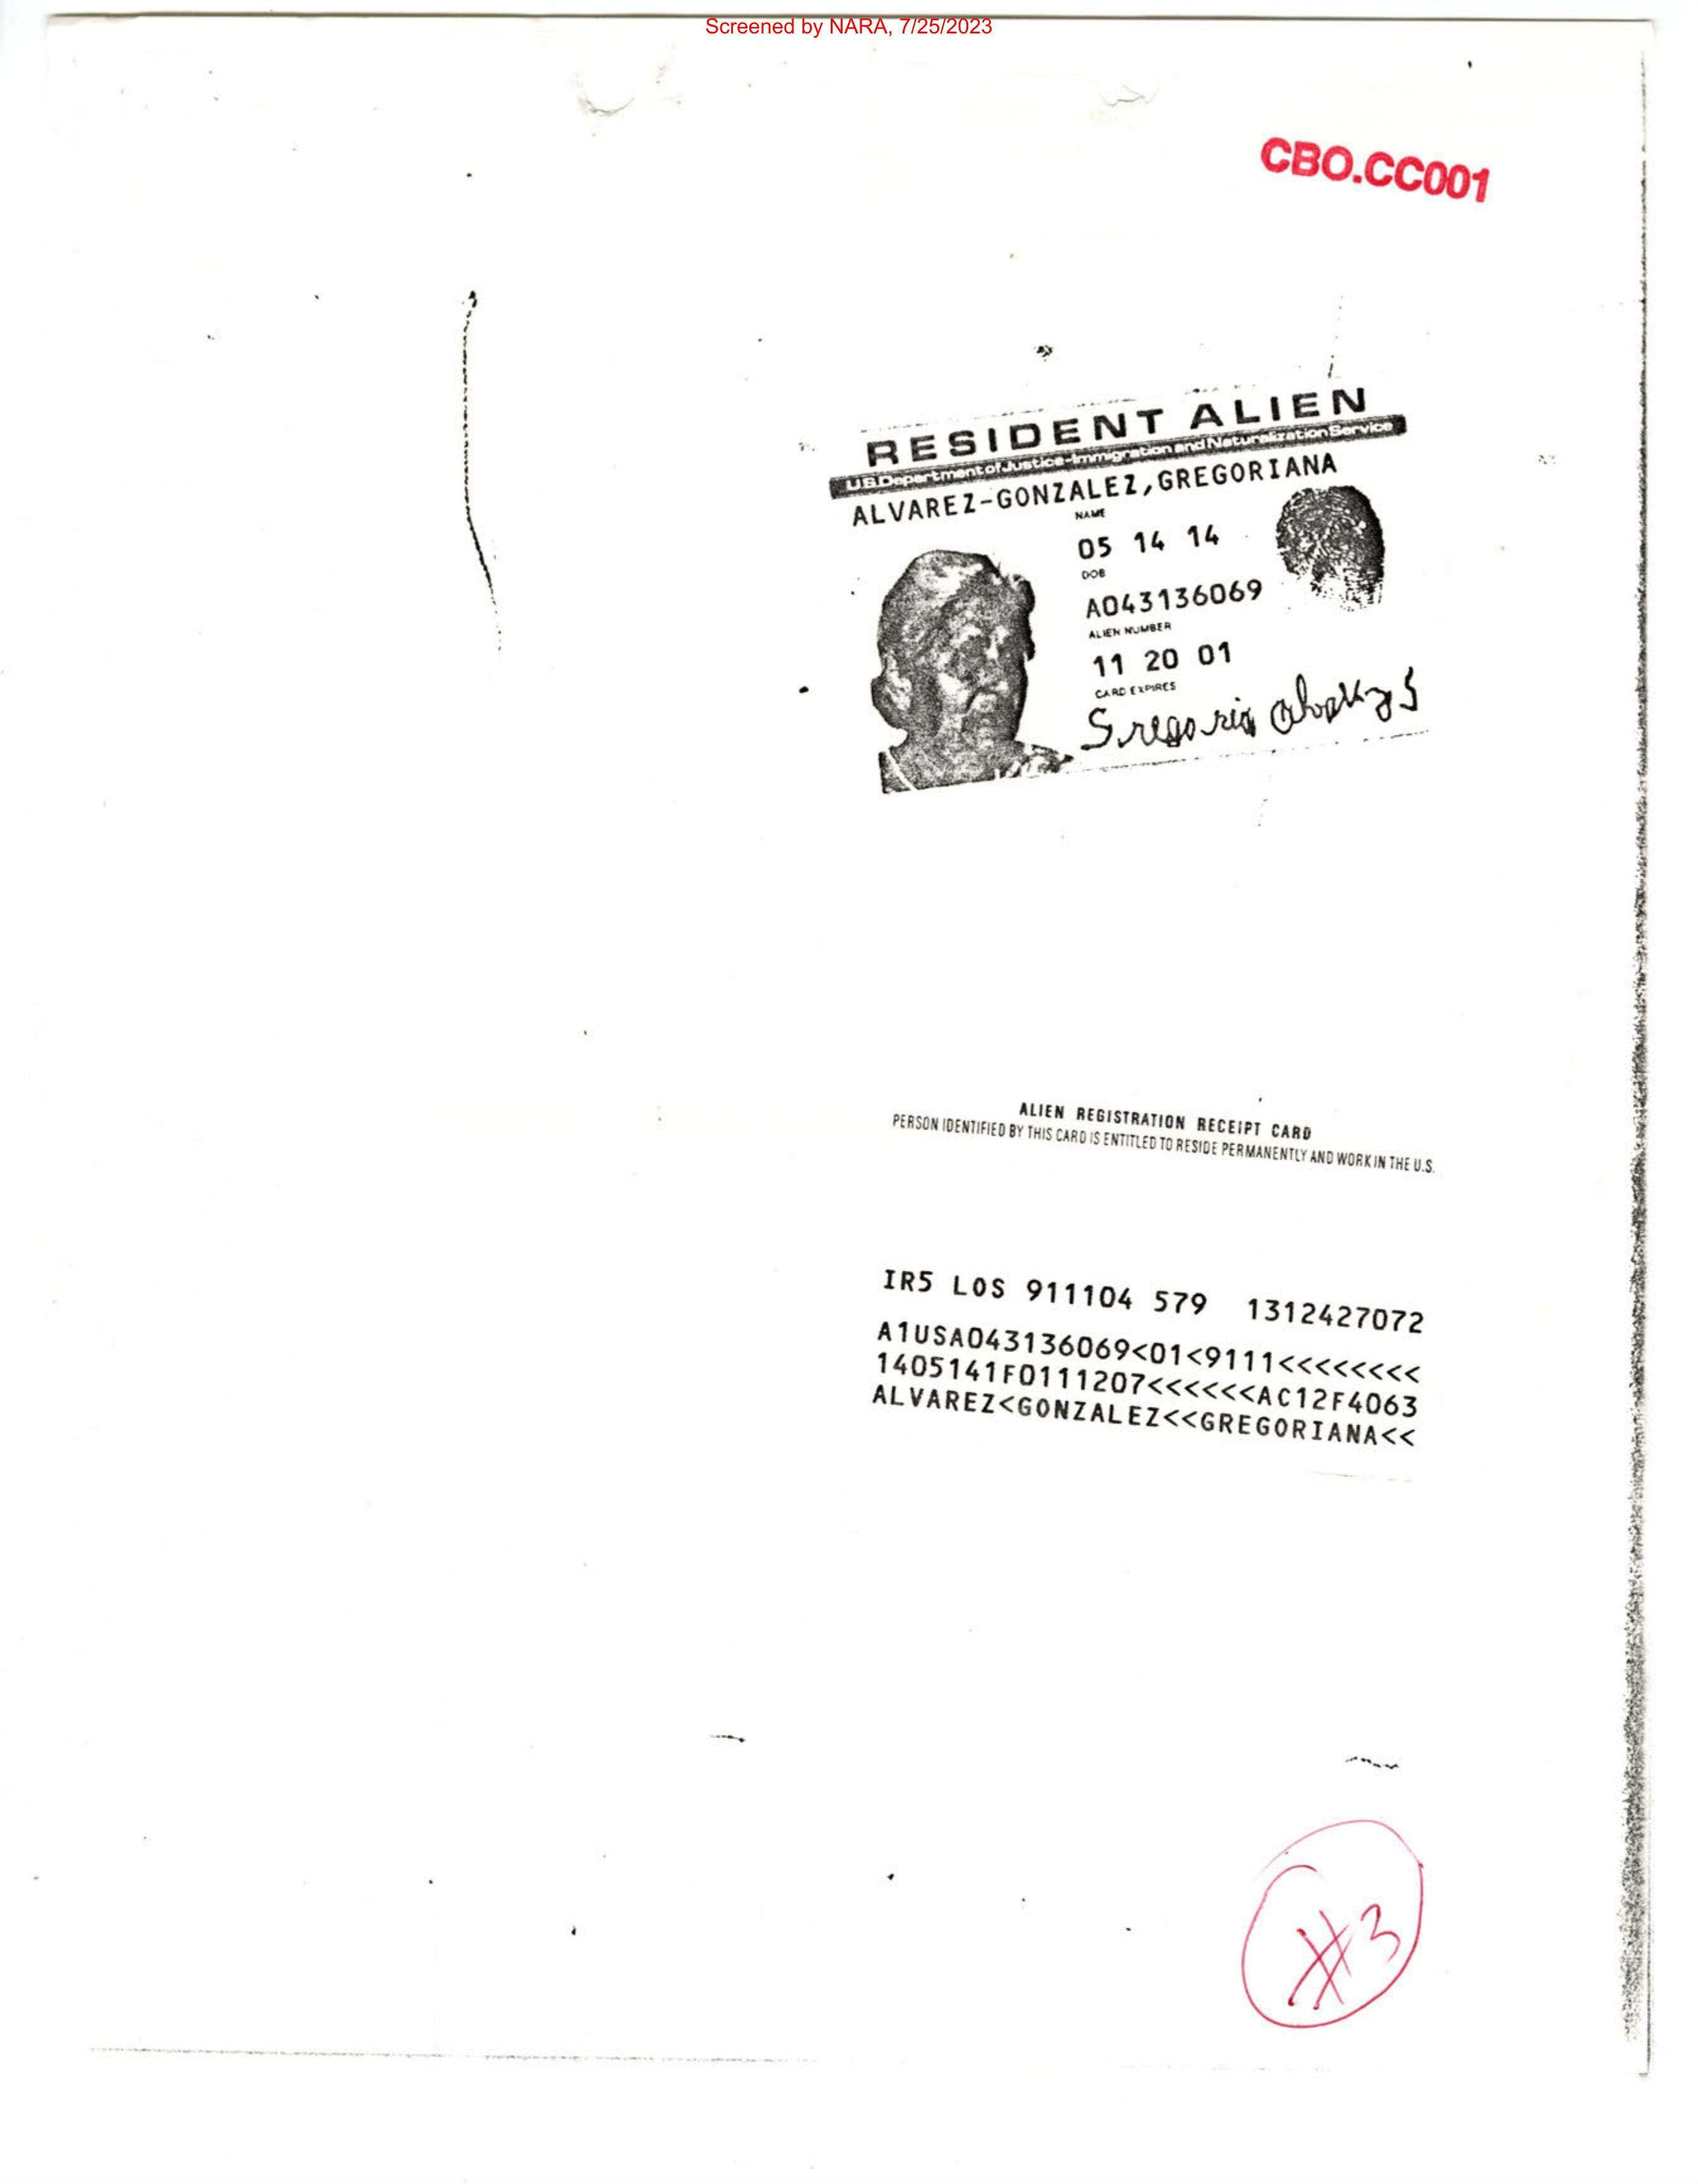 Screened by NARA, 7/25/2023
CBO.CC001
RESIDENT ALIEN
U.S. Department of Justice-Immigration and Naturalization Service
ALVAREZ-GONZALEZ,GREGORIANA
NAME
05 14 14
DOB
A043136069
ALIEN NUMBER
11 20 01
CARD EXPIRES
ALIEN REGISTRATION RECEIPT CARD
PERSON IDENTIFIED BY THIS CARD IS ENTITLED TO RESIDE PERMANENTLY AND WORK IN THE U.S.
IR5 LOS 911104 579 1312427072
A1USA043136069<01<9111<<<<<<<<
1405141F0111207<<<<<<AC12F4063
ALVAREZ<GONZALEZ<<GREGORIANA<<
#3